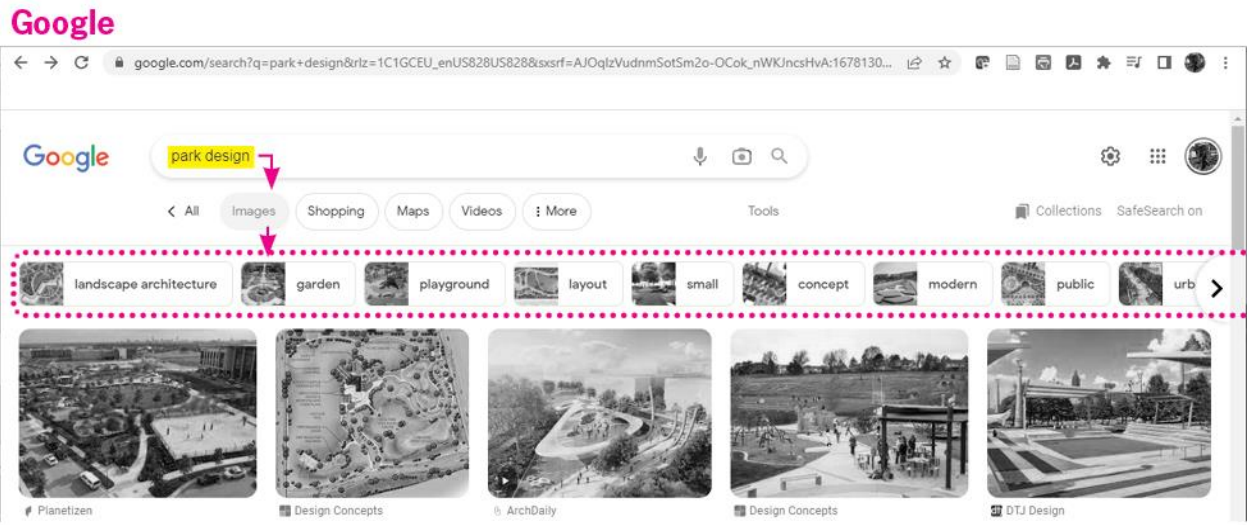 Google
google.com/search?q=park+design&rlz=1C1GCEU_enUS828US828&sxsrf=AJOqlzVudnmSotSm2o-OCok_nWKJncsHvA:1678130...
Google
park design
All Images Shopping Maps Videos More Tools Collections SafeSearch on
landscape architecture garden playground layout small concept modern public urb
Planetizen Design Concepts ArchDaily Design Concepts DTJ Design